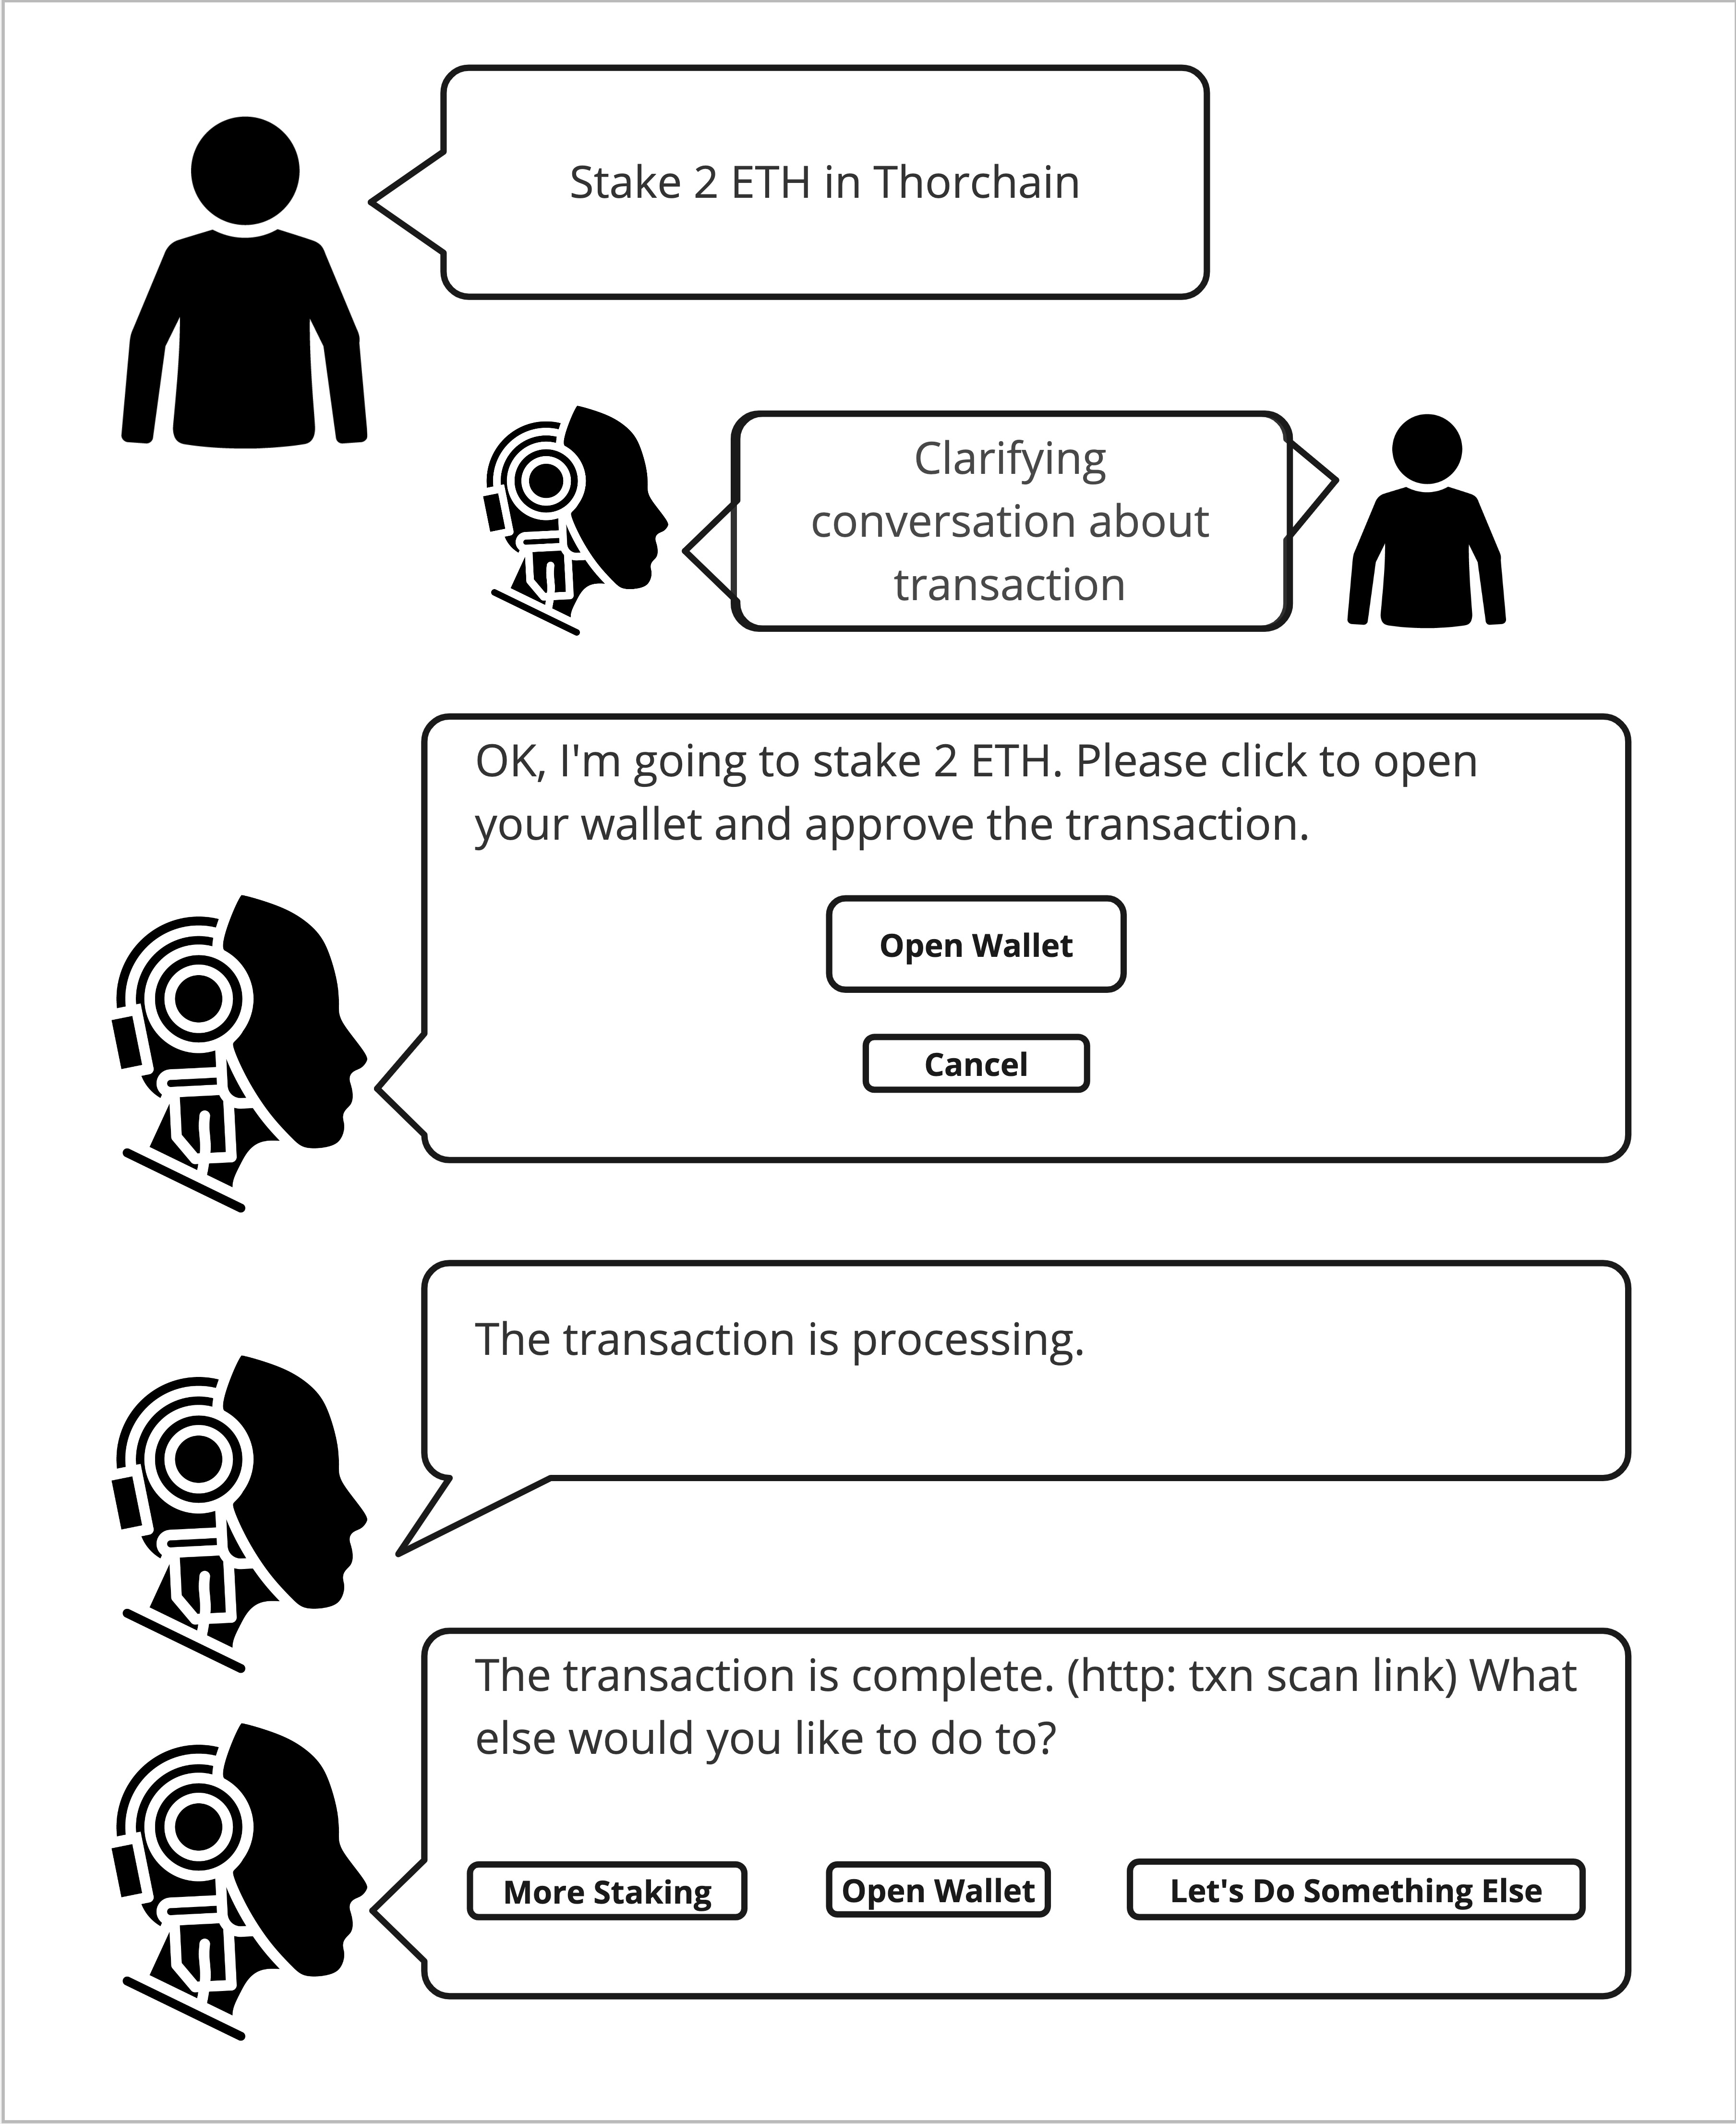 Stake 2 ETH in Thorchain
Clarifying
conversation about
transaction
OK, I'm going to stake 2 ETH. Please click to open
your wallet and approve the transaction.
Open Wallet
Cancel
The transaction is processing.
The transaction is complete. (http: txn scan link) What
else would you like to do to?
More Staking
Open Wallet
Let's Do Something Else